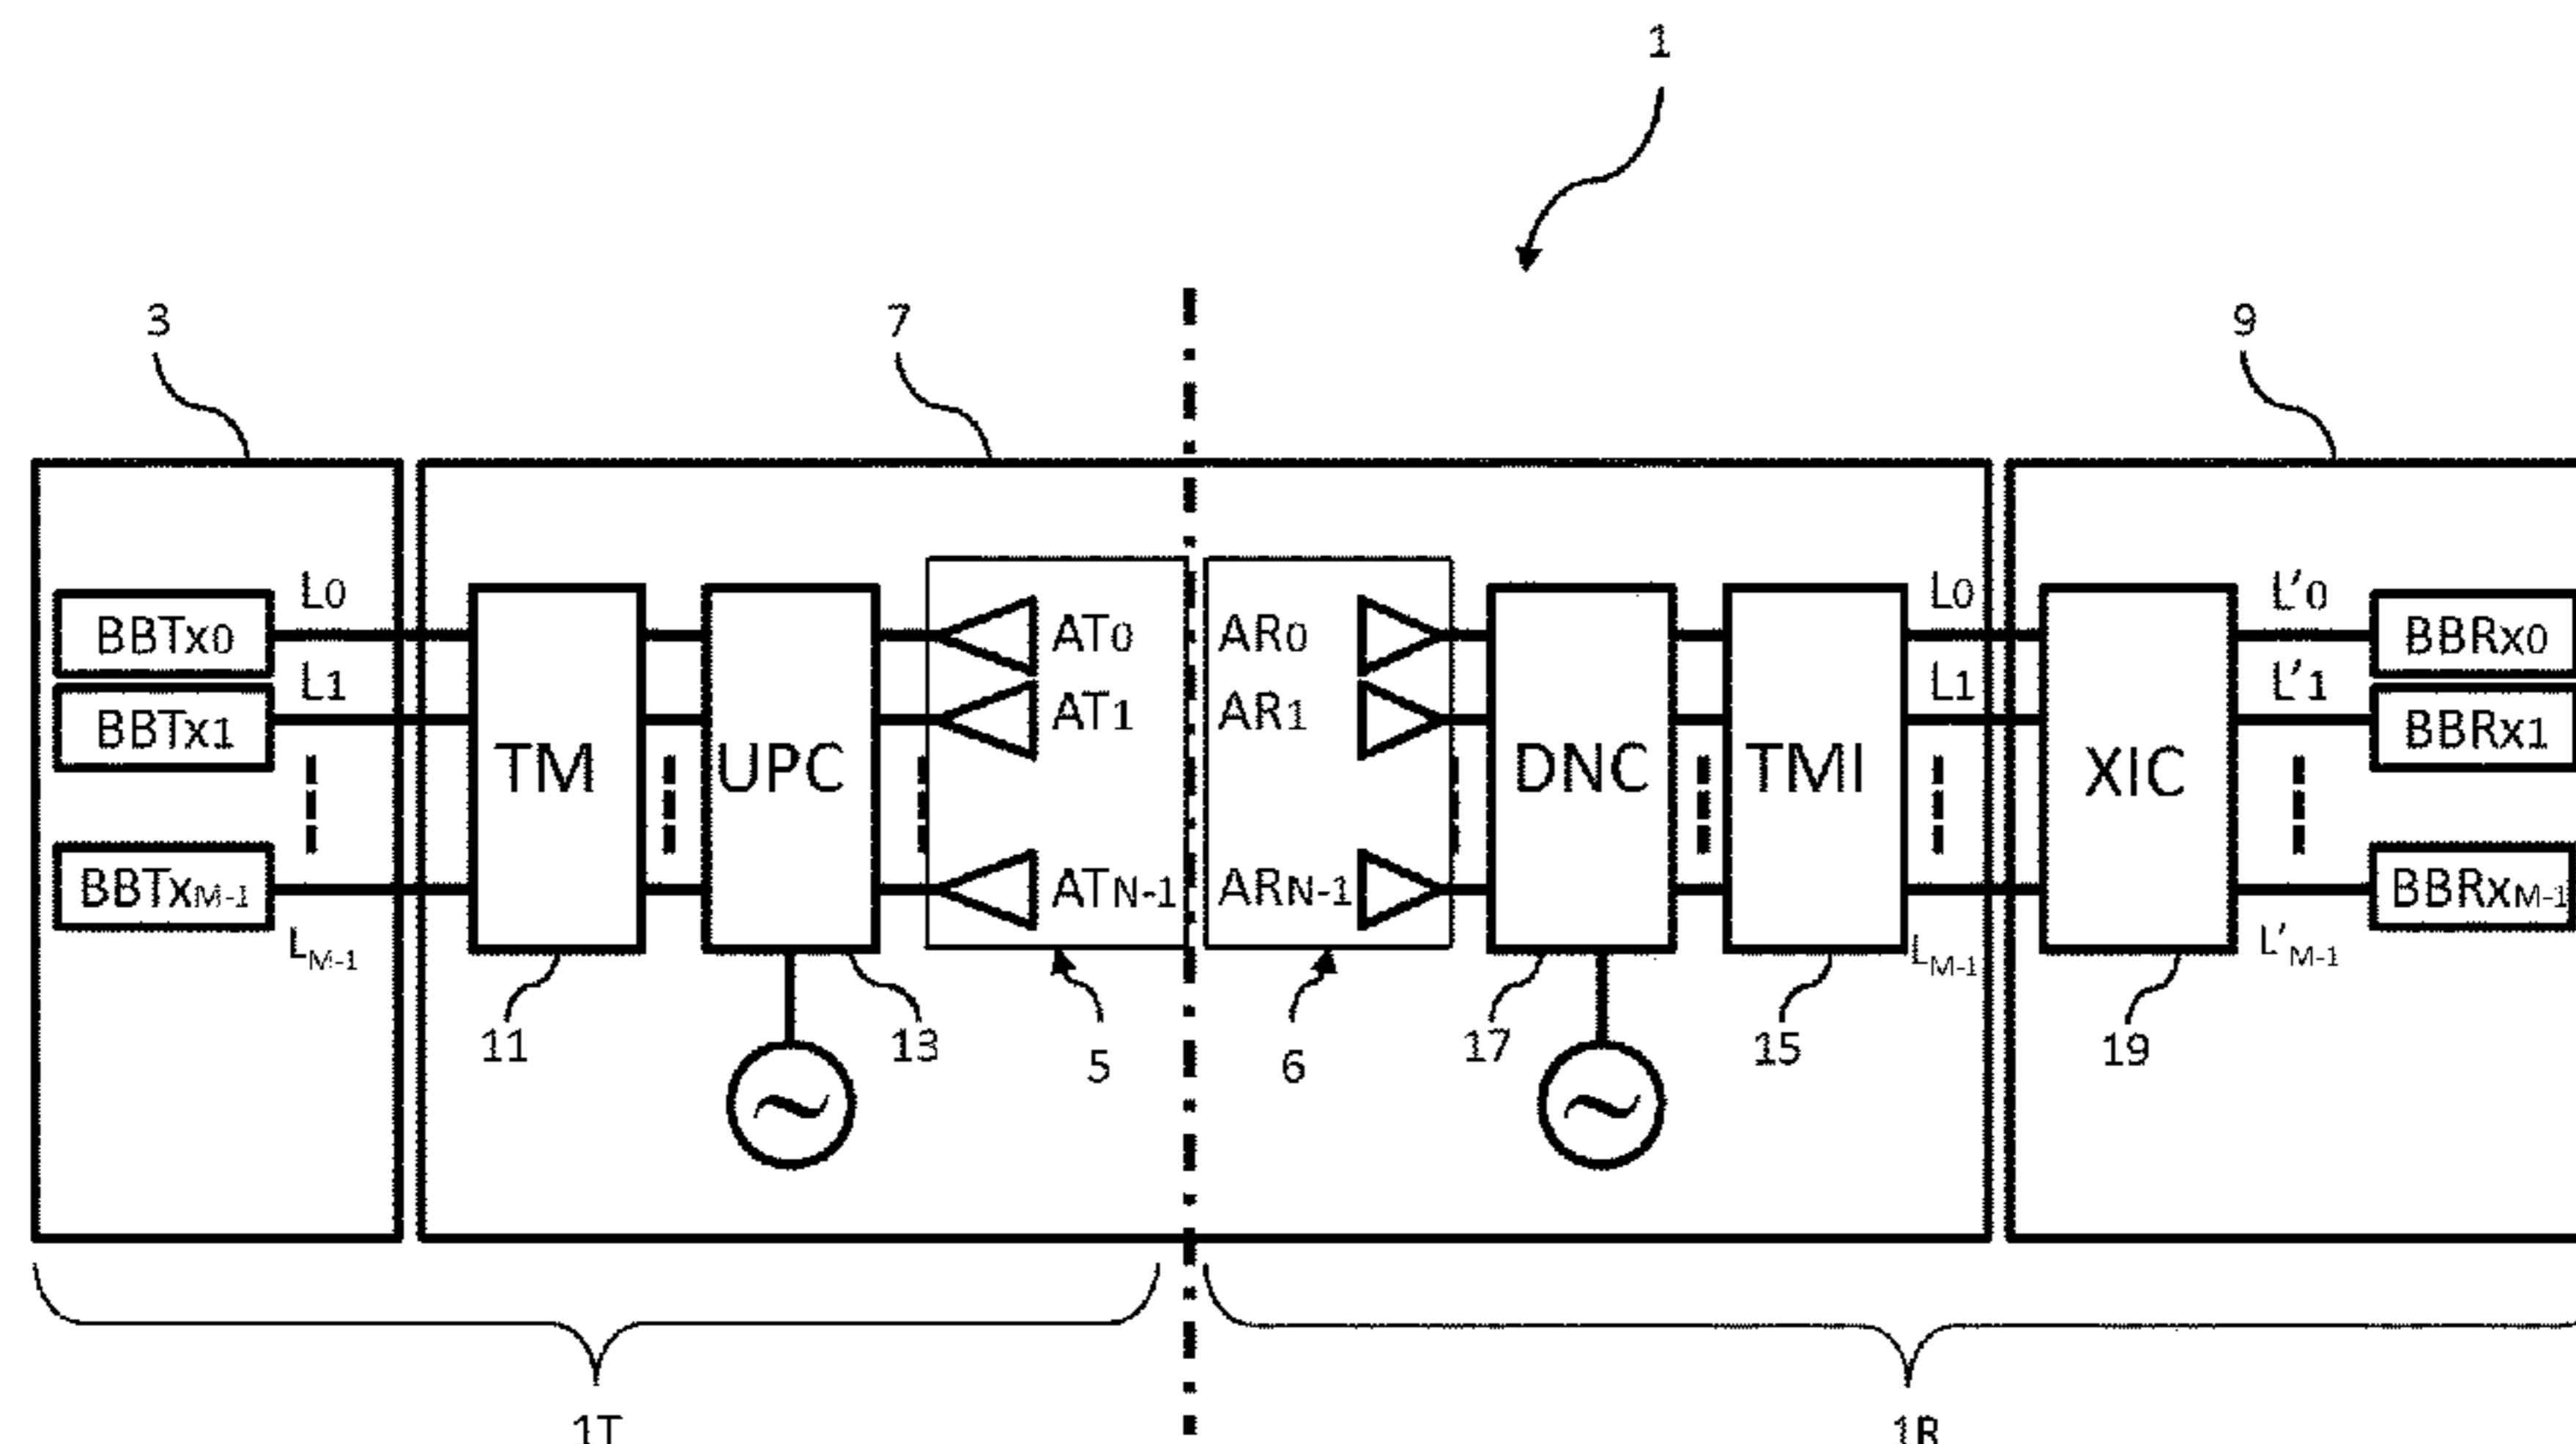 1
3 7 9
L0 L0 L'0
BBTx0 AT0 AR0 BBRx0
L1 L1 L'1
BBTx1 AT1 AR1 BBRx1
TM UPC DNC TMI XIC
BBTxM-1 ATN-1 ARN-1 BBRxM-1
LM-1 LM-1 L'M-1
11 13 5 6 17 15 19
1T 1R